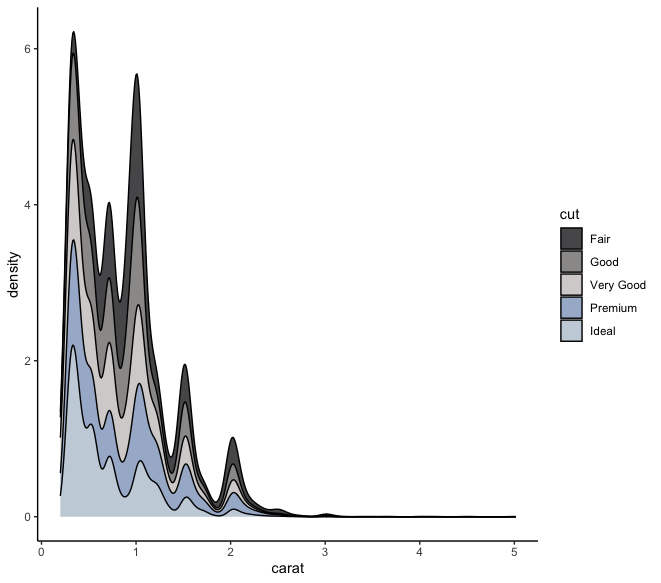 6
4
2
0
density
0 1 2 3 4 5
carat
cut
Fair
Good
Very Good
Premium
Ideal